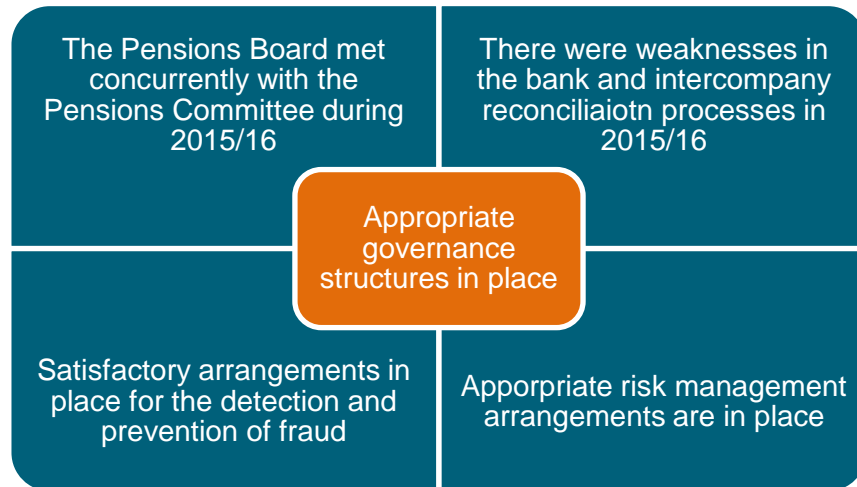 The Pensions Board met
concurrently with the
Pensions Committee during
2015/16
There were weaknesses in
the bank and intercompany
reconciliaiotn processes in
2015/16
Appropriate
governance
structures in place
Satisfactory arrangements in
place for the detection and
prevention of fraud
Apporpriate risk management
arrangements are in place